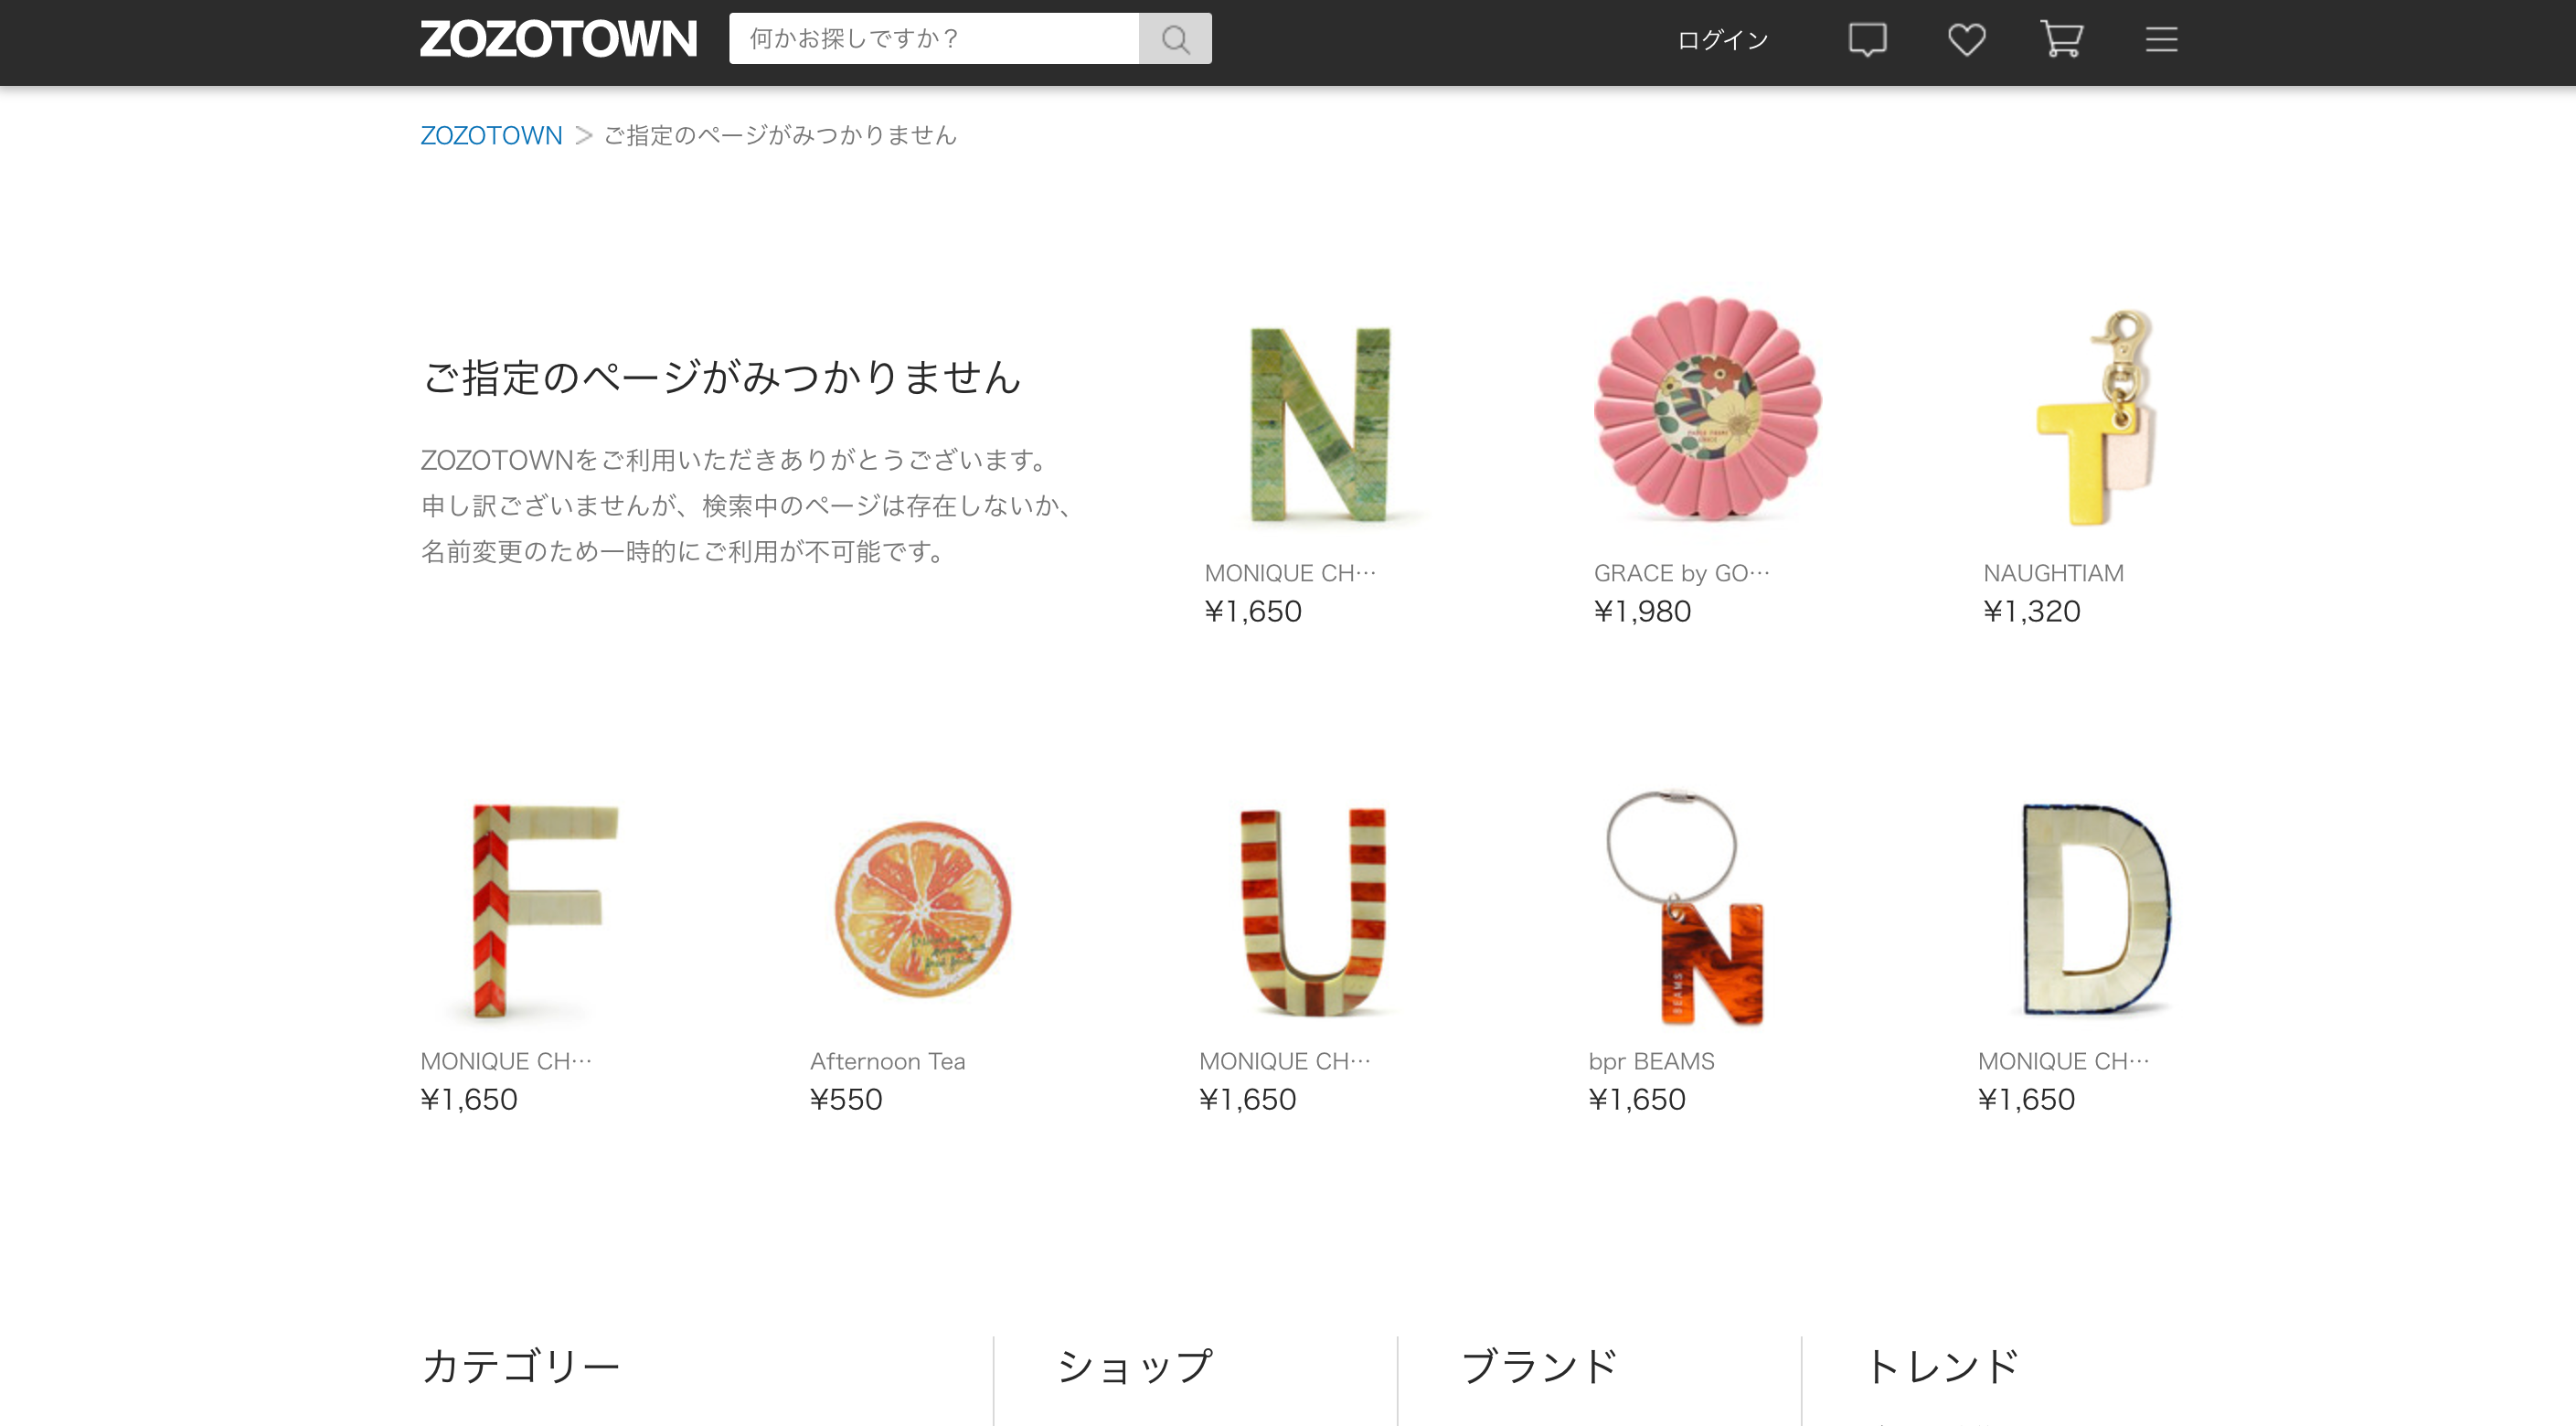 ZOZOTOWN
何かお探しですか？
ログイン
ZOZOTOWN > ご指定のページがみつかりません
ご指定のページがみつかりません
ZOZOTOWNをご利用いただきありがとうございます。
申し訳ございませんが、検索中のページは存在しないか、
名前変更のため一時的にご利用が不可能です。
N
T
MONIQUE CH…
¥1,650
GRACE by GO…
¥1,980
NAUGHTIAM
¥1,320
F
U
N
BEAMS
D
MONIQUE CH…
¥1,650
Afternoon Tea
¥550
MONIQUE CH…
¥1,650
bpr BEAMS
¥1,650
MONIQUE CH…
¥1,650
カテゴリー
ショップ
ブランド
トレンド